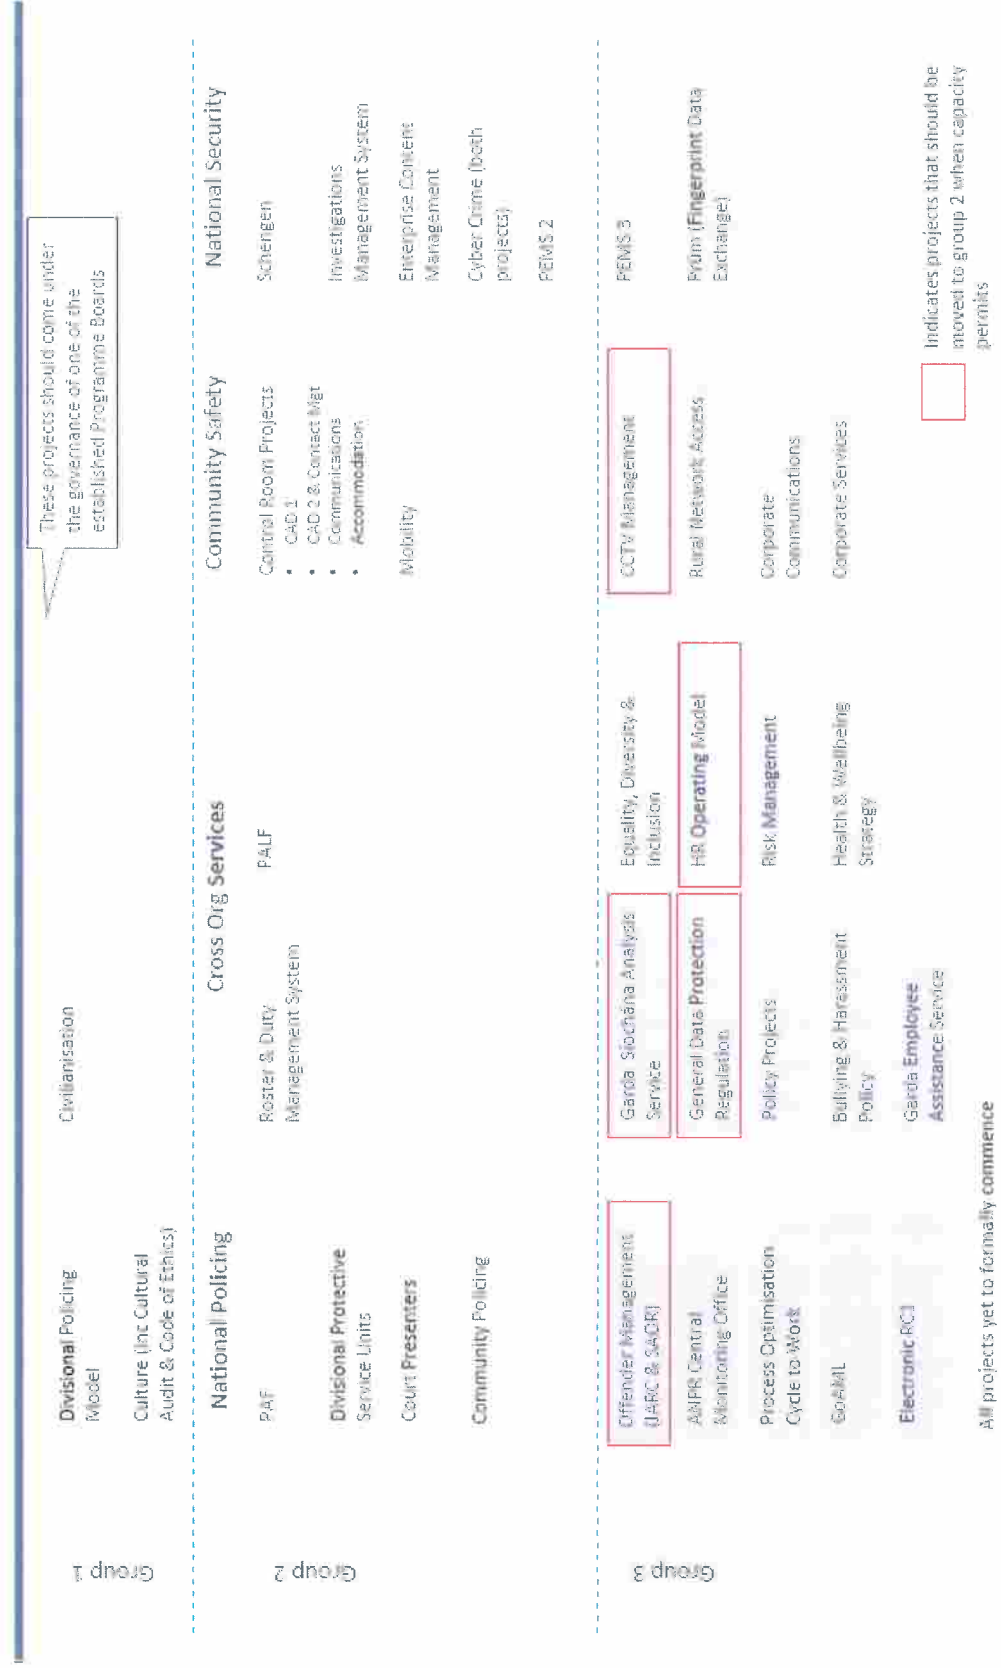 These projects should come under
the governance of one of the
established Programme Boards
Group 1
Divisional Policing
Model
Culture (Inc Cultural
Audit & Code of Ethics)
Civilianisation
National Policing
Cross Org Services
Community Safety
National Security
Group 2
PAF
Divisional Protective
Service Units
Court Presenters
Community Policing
Roster & Duty
Management System
PALF
Control Room Projects
• CAD 1
• CAD 2 & Contact Mgt
• Communications
• Accommodation
Mobility
Schengen
Investigations
Management System
Enterprise Content
Management
Cyber Crime (both
projects)
PEMS 2
Group 3
Offender Management
(JARC & SAOR)
ANPR Central
Monitoring Office
Process Optimisation
Cycle to Work
GoAML
Electronic RC1
Garda Síochána Analysis
Service
General Data Protection
Regulation
Policy Projects
Bullying & Harassment
Policy
Garda Employee
Assistance Service
Equality, Diversity &
Inclusion
HR Operating Model
Risk Management
Health & Wellbeing
Strategy
CCTV Management
Rural Network Access
Corporate
Communications
Corporate Services
PEMS 3
Prüm (Fingerprint Data
Exchange)
All projects yet to formally commence
Indicates projects that should be
moved to group 2 when capacity
permits